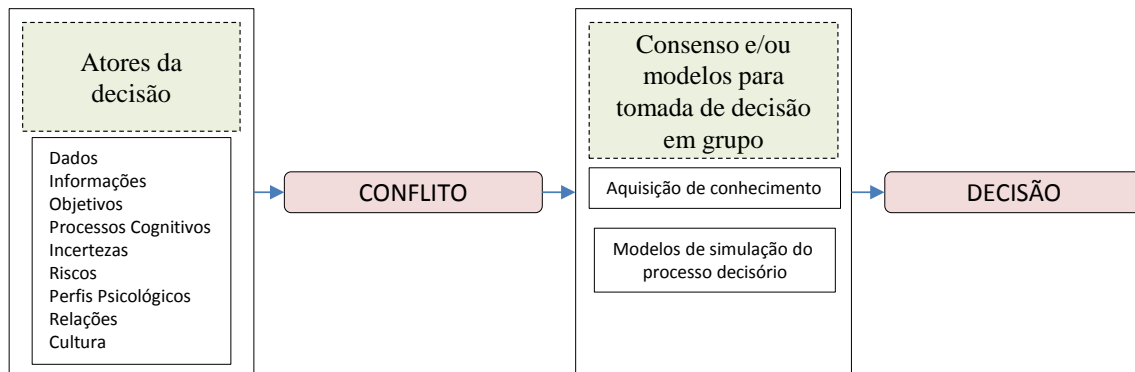 Atores da
decisão
Dados
Informações
Objetivos
Processos Cognitivos
Incertezas
Riscos
Perfis Psicológicos
Relações
Cultura
CONFLITO
Consenso e/ou
modelos para
tomada de decisão
em grupo
Aquisição de conhecimento
Modelos de simulação do
processo decisório
DECISÃO